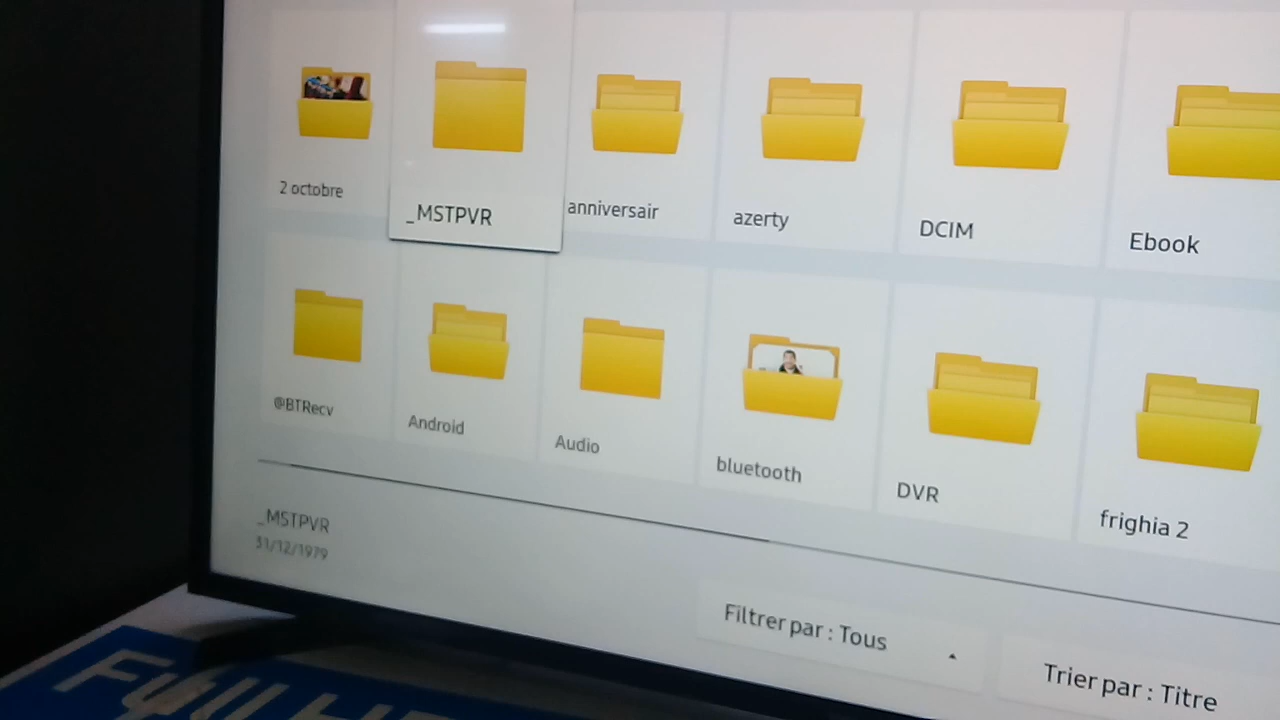 2 octobre
_MSTPVR
anniversair
azerty
DCIM
Ebook
@BTRecv
Android
Audio
bluetooth
DVR
frighia 2
_MSTPVR
31/12/1979
Filtrer par : Tous
Trier par : Titre
Full H